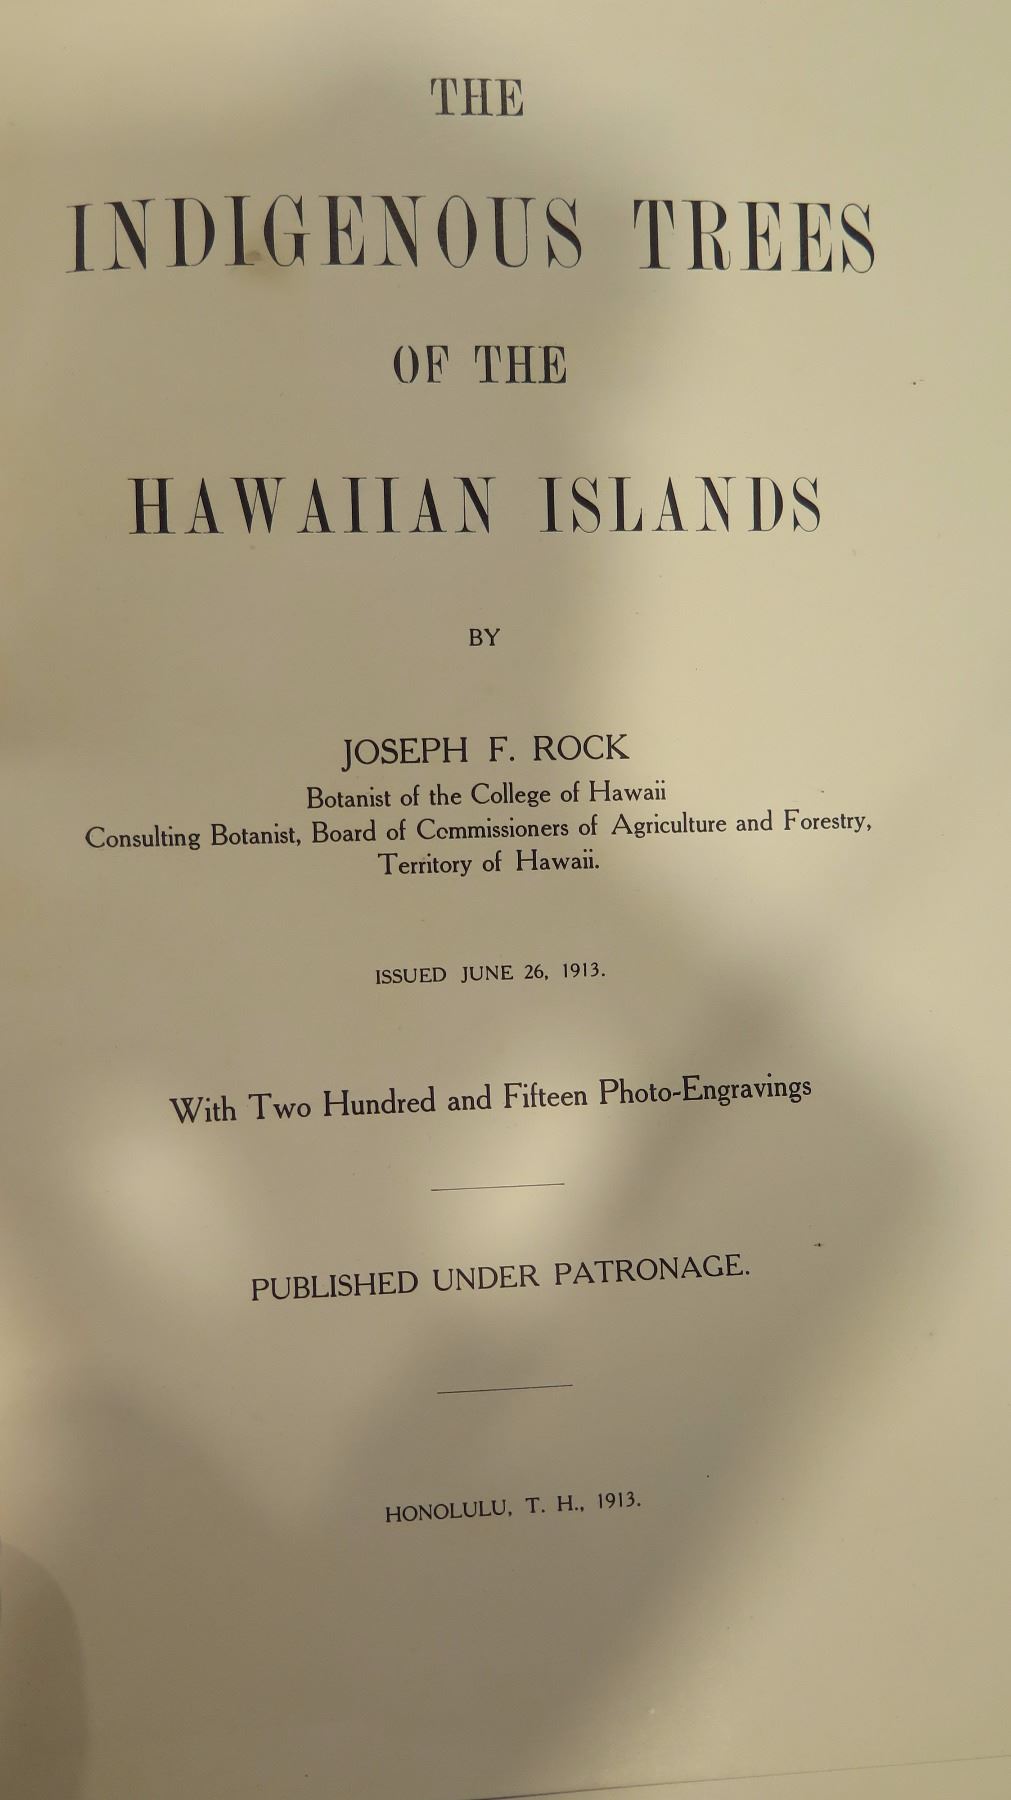 THE
INDIGENOUS TREES
OF THE
HAWAIIAN ISLANDS
BY
JOSEPH F. ROCK
Botanist of the College of Hawaii
Consulting Botanist, Board of Commissioners of Agriculture and Forestry,
Territory of Hawaii.
ISSUED JUNE 26, 1913.
With Two Hundred and Fifteen Photo-Engravings
PUBLISHED UNDER PATRONAGE.
HONOLULU, T. H., 1913.